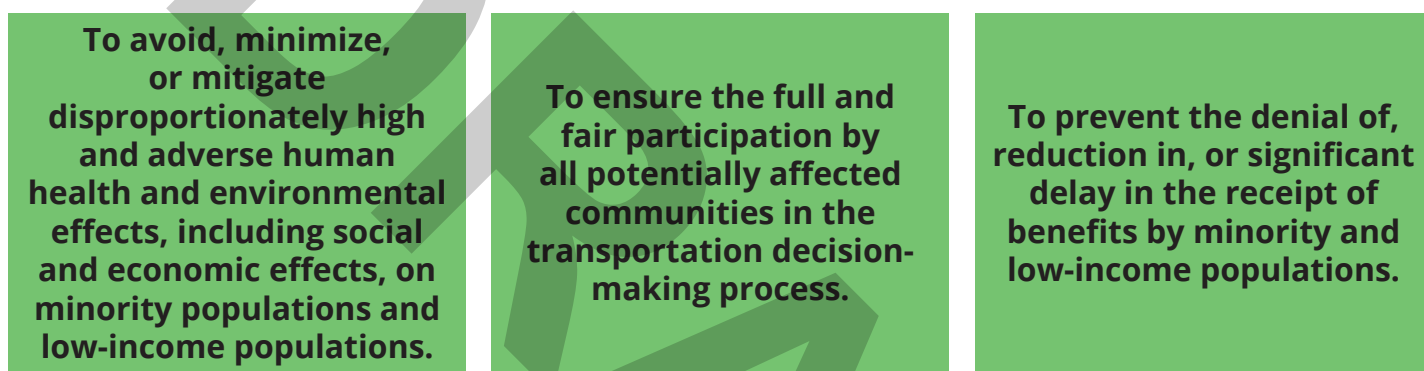 To avoid, minimize,
or mitigate
disproportionately high
and adverse human
health and environmental
effects, including social
and economic effects, on
minority populations and
low-income populations.
To ensure the full and
fair participation by
all potentially affected
communities in the
transportation decision-
making process.
To prevent the denial of,
reduction in, or significant
delay in the receipt of
benefits by minority and
low-income populations.